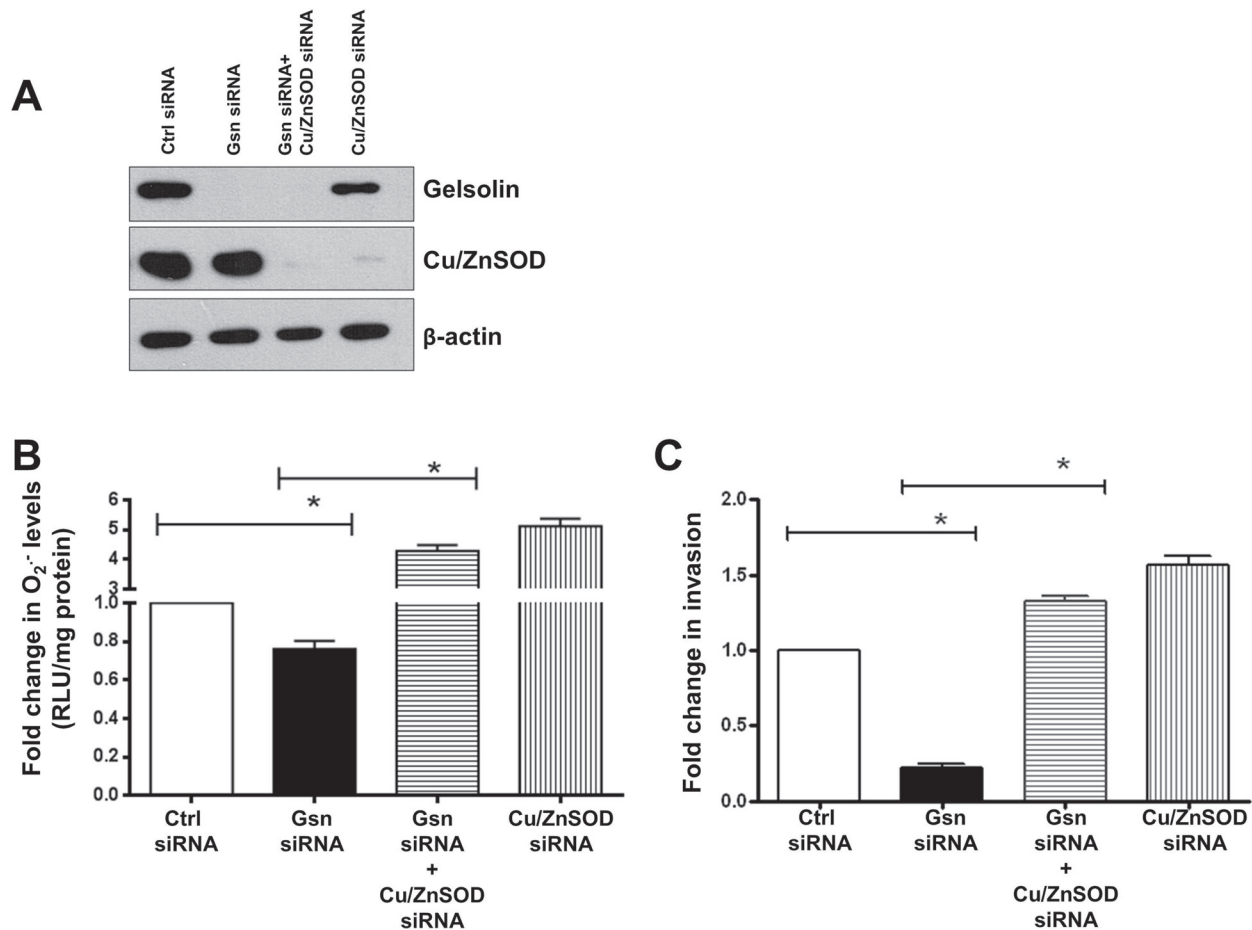 A
Ctrl siRNA
Gsn siRNA
Gsn siRNA+
Cu/ZnSOD siRNA
Cu/ZnSOD siRNA
Gelsolin
Cu/ZnSOD
β-actin
B
Fold change in O₂·- levels
(RLU/mg protein)
6
5
4
3
1.0
0.8
0.6
0.4
0.2
0.0
*
*
Ctrl
siRNA
Gsn
siRNA
Gsn
siRNA
+
Cu/ZnSOD
siRNA
Cu/ZnSOD
siRNA
C
Fold change in invasion
2.0
1.5
1.0
0.5
0.0
*
*
Ctrl
siRNA
Gsn
siRNA
Gsn
siRNA
+
Cu/ZnSOD
siRNA
Cu/ZnSOD
siRNA